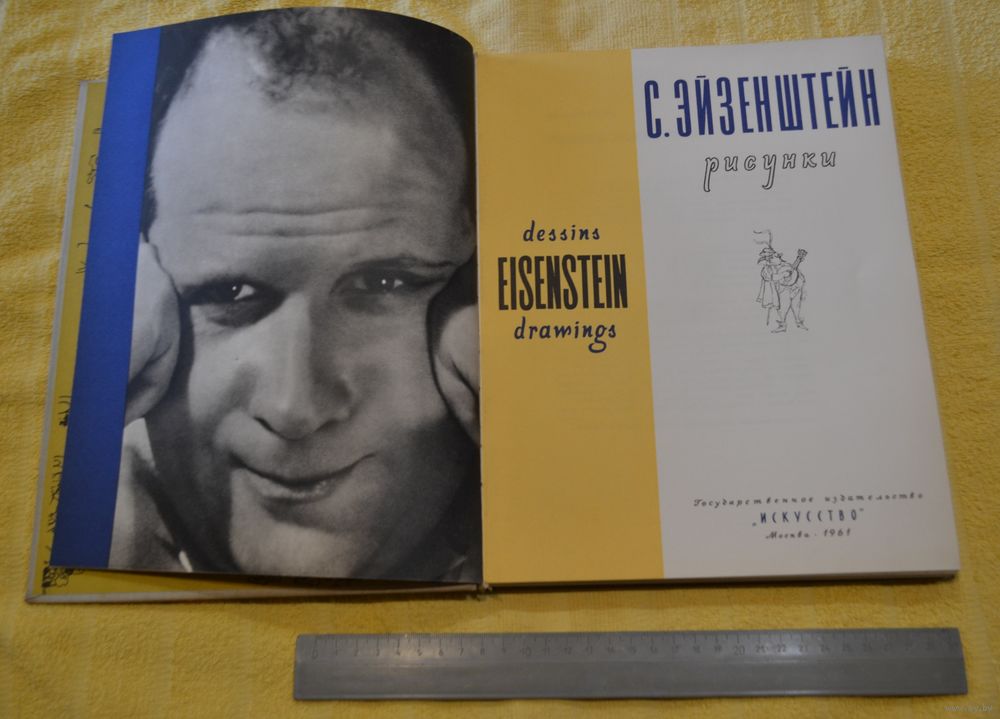 dessins
EISENSTEIN
drawings
С. ЭЙЗЕНШТЕЙН
рисунки
Государственное издательство
„ИСКУССТВО"
Москва · 1961